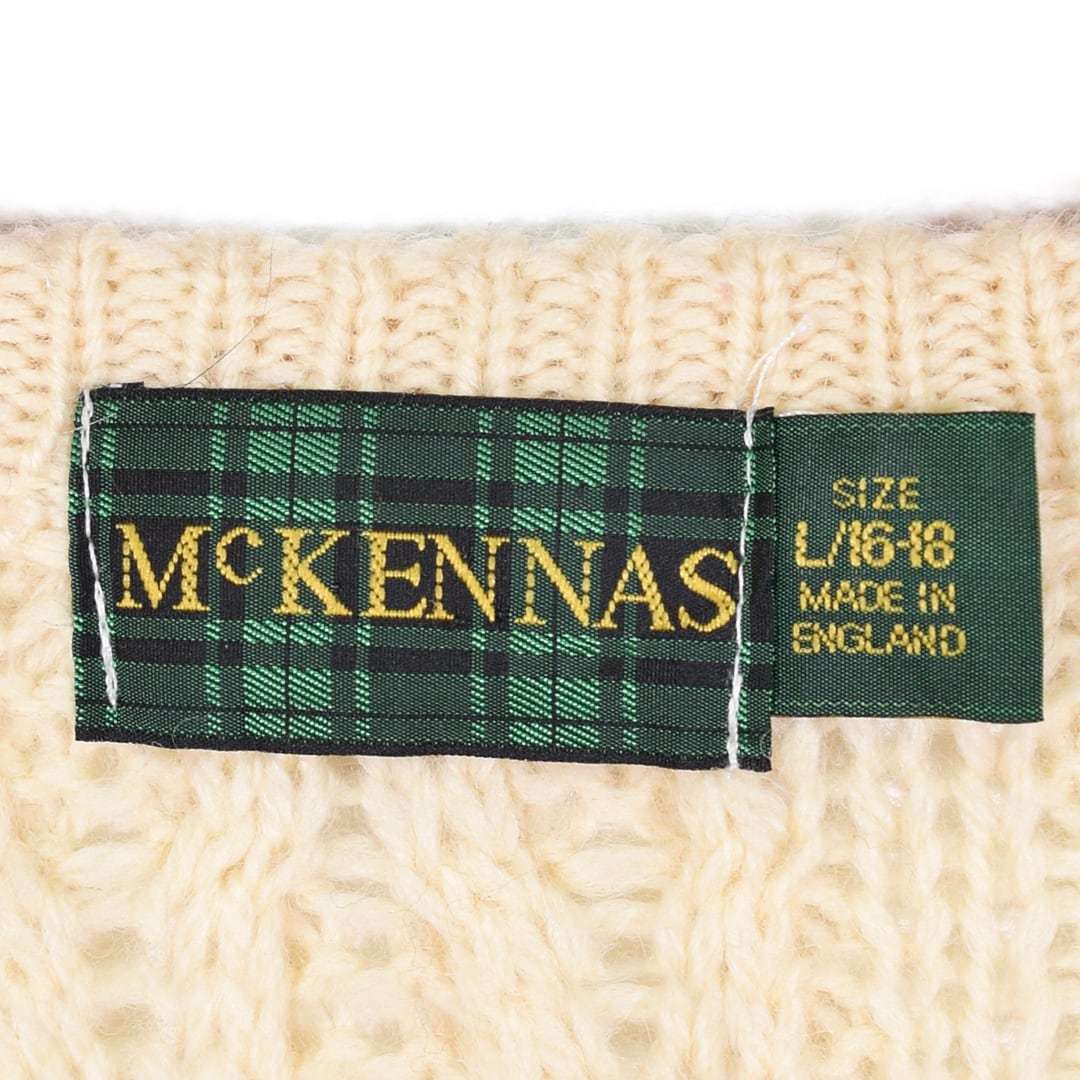 McKENNAS
SIZE
L/16-18
MADE IN
ENGLAND